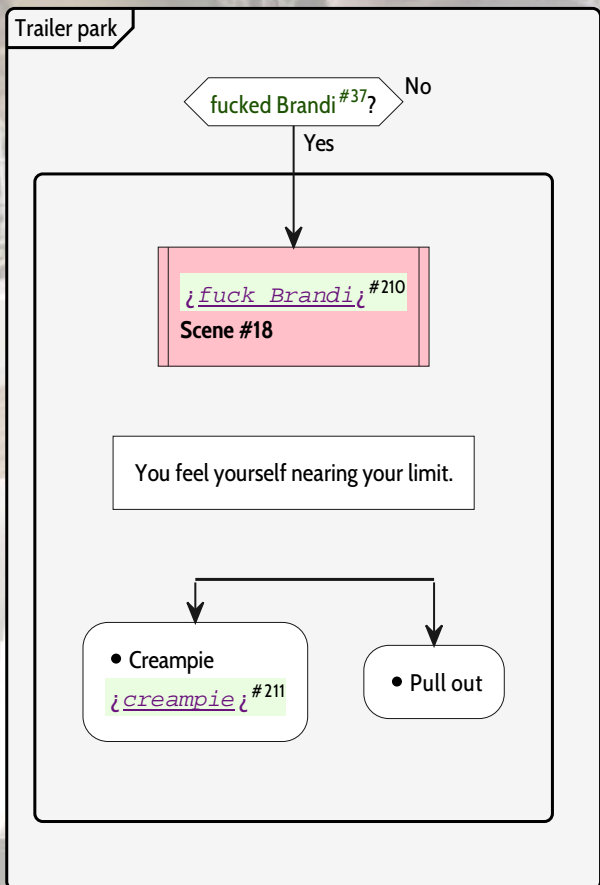 Trailer park
fucked Brandi #37?
No
Yes
¿fuck Brandi¿ #210
Scene #18
You feel yourself nearing your limit.
• Creampie
¿creampie¿ #211
• Pull out